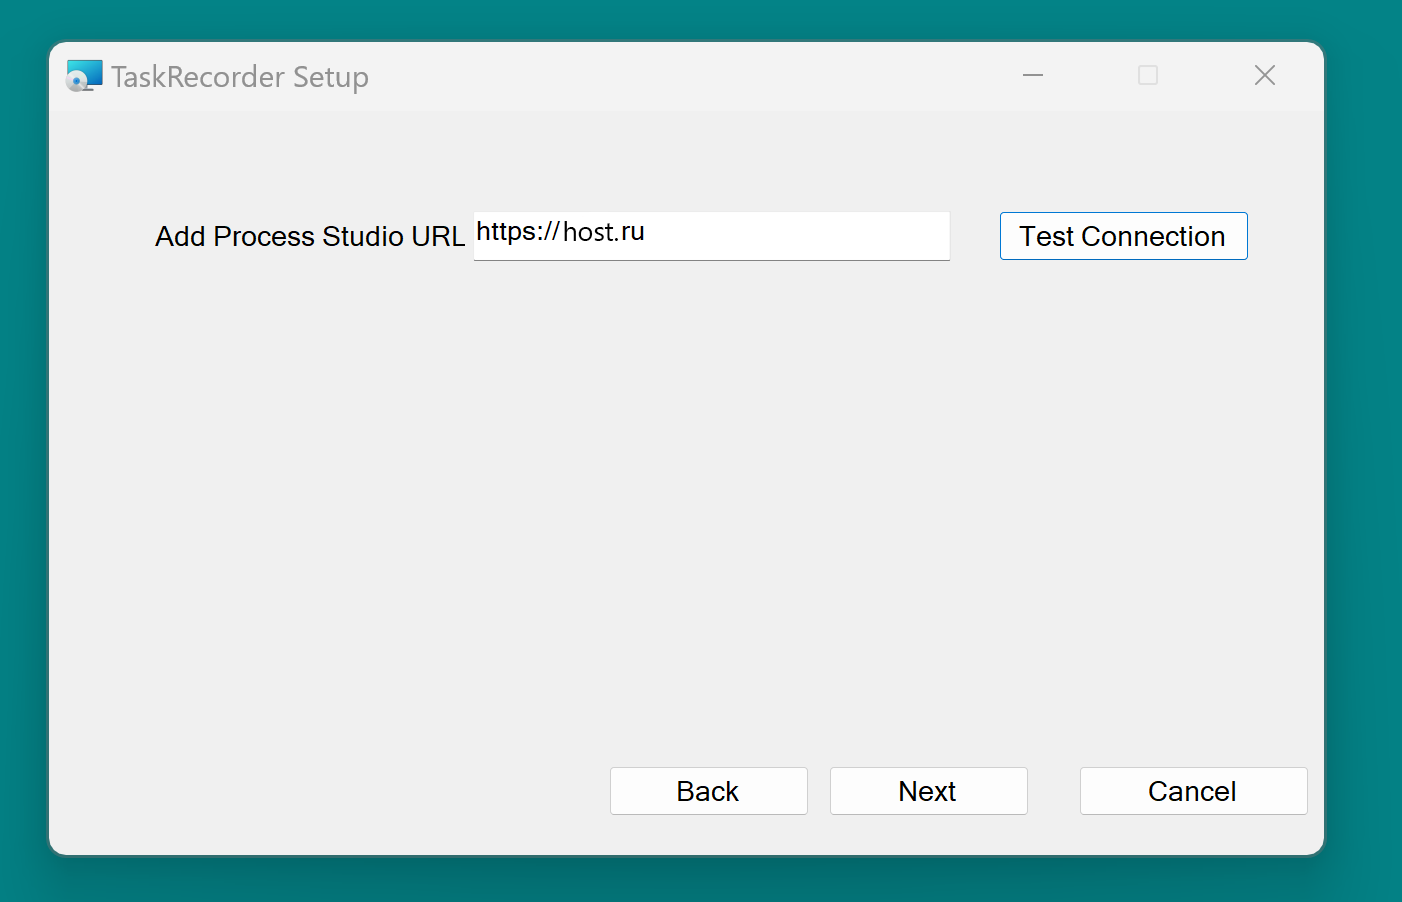 TaskRecorder Setup
Add Process Studio URL https://host.ru Test Connection
Back Next Cancel